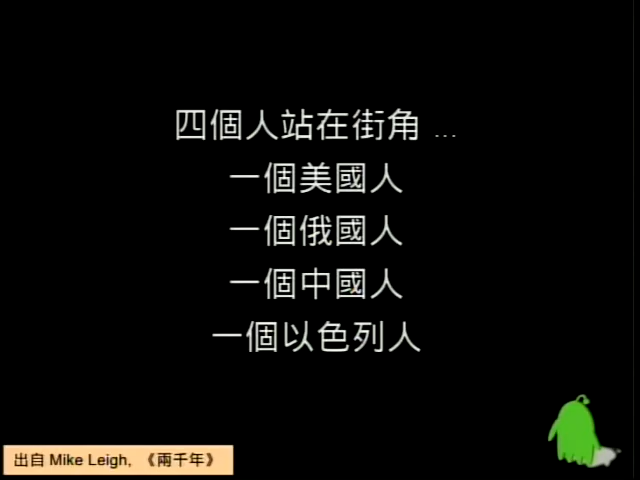 四個人站在街角 ...
一個美國人
一個俄國人
一個中國人
一個以色列人
出自 Mike Leigh, 《兩千年》